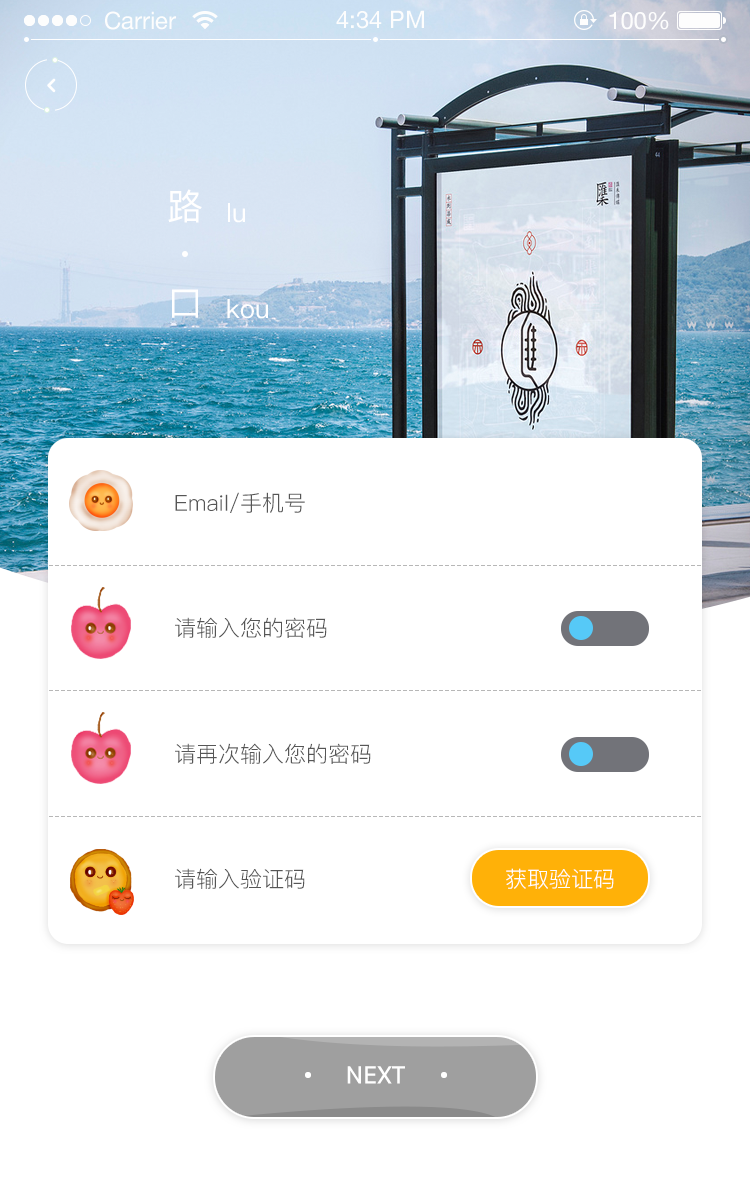 Carrier 4:34 PM 100%
路 lu
口 kou
匯禾
Email/手机号
请输入您的密码
请再次输入您的密码
请输入验证码 获取验证码
NEXT